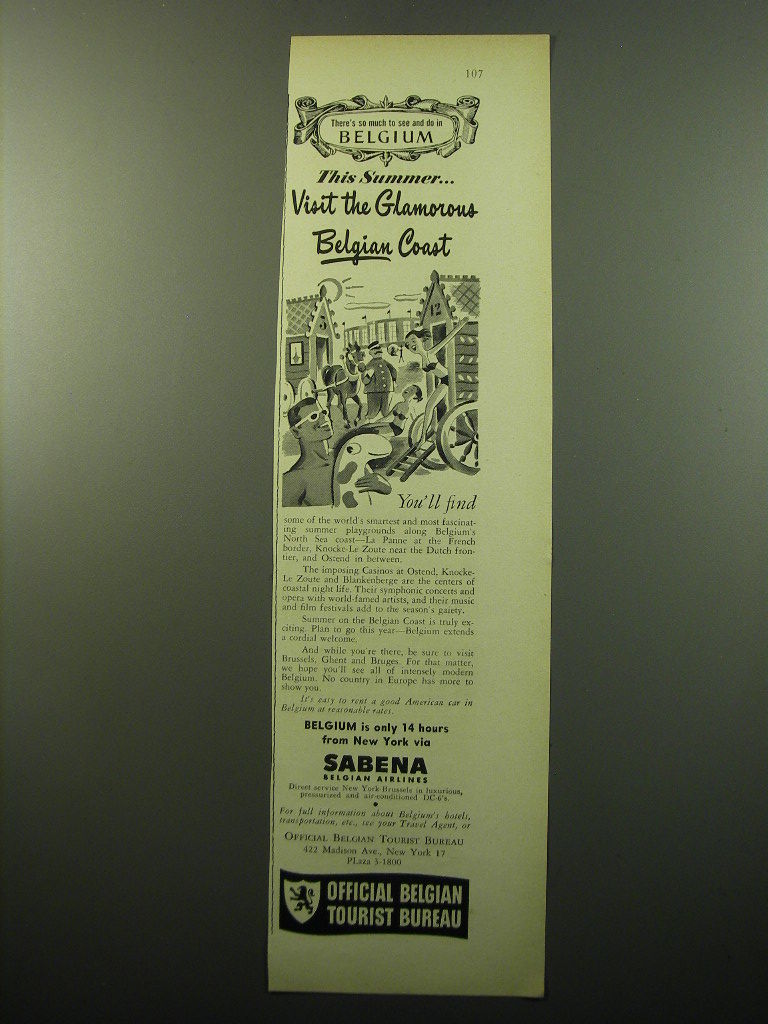 107
There's so much to see and do in
BELGIUM
This Summer...
Visit the Glamorous
Belgian Coast
3
12
You'll find
some of the world's smartest and most fascinat-
ing summer playgrounds along Belgium's
North Sea coast—La Panne at the French
border, Knocke-Le Zoute near the Dutch fron-
tier, and Ostend in between.
The imposing Casinos at Ostend, Knocke-
Le Zoute and Blankenberge are the centers of
coastal night life. Their symphonic concerts and
opera with world-famed artists, and their music
and film festivals add to the season's gaiety.
Summer on the Belgian Coast is truly ex-
citing. Plan to go this year—Belgium extends
a cordial welcome.
And while you're there, be sure to visit
Brussels, Ghent and Bruges. For that matter,
we hope you'll see all of intensely modern
Belgium. No country in Europe has more to
show you.
It's easy to rent a good American car in
Belgium at reasonable rates.
BELGIUM is only 14 hours
from New York via
SABENA
BELGIAN AIRLINES
Direct service New York-Brussels in luxurious,
pressurized and air-conditioned DC-6's.
For full information about Belgium's hotels,
transportation, etc., see your Travel Agent, or
OFFICIAL BELGIAN TOURIST BUREAU
422 Madison Ave., New York 17
PLaza 3-1800
OFFICIAL BELGIAN
TOURIST BUREAU